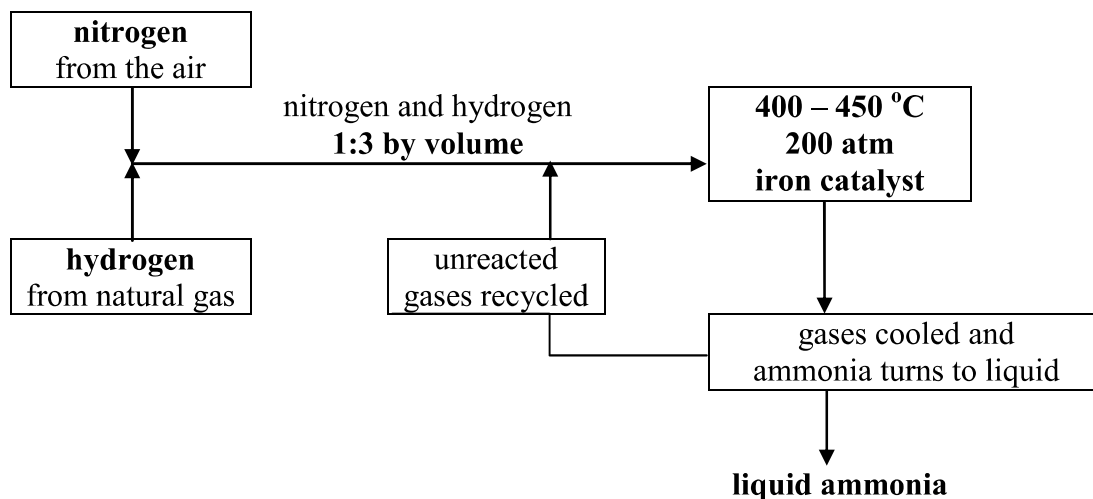 nitrogen
from the air
nitrogen and hydrogen
1:3 by volume
400 – 450 °C
200 atm
iron catalyst
hydrogen
from natural gas
unreacted
gases recycled
gases cooled and
ammonia turns to liquid
liquid ammonia